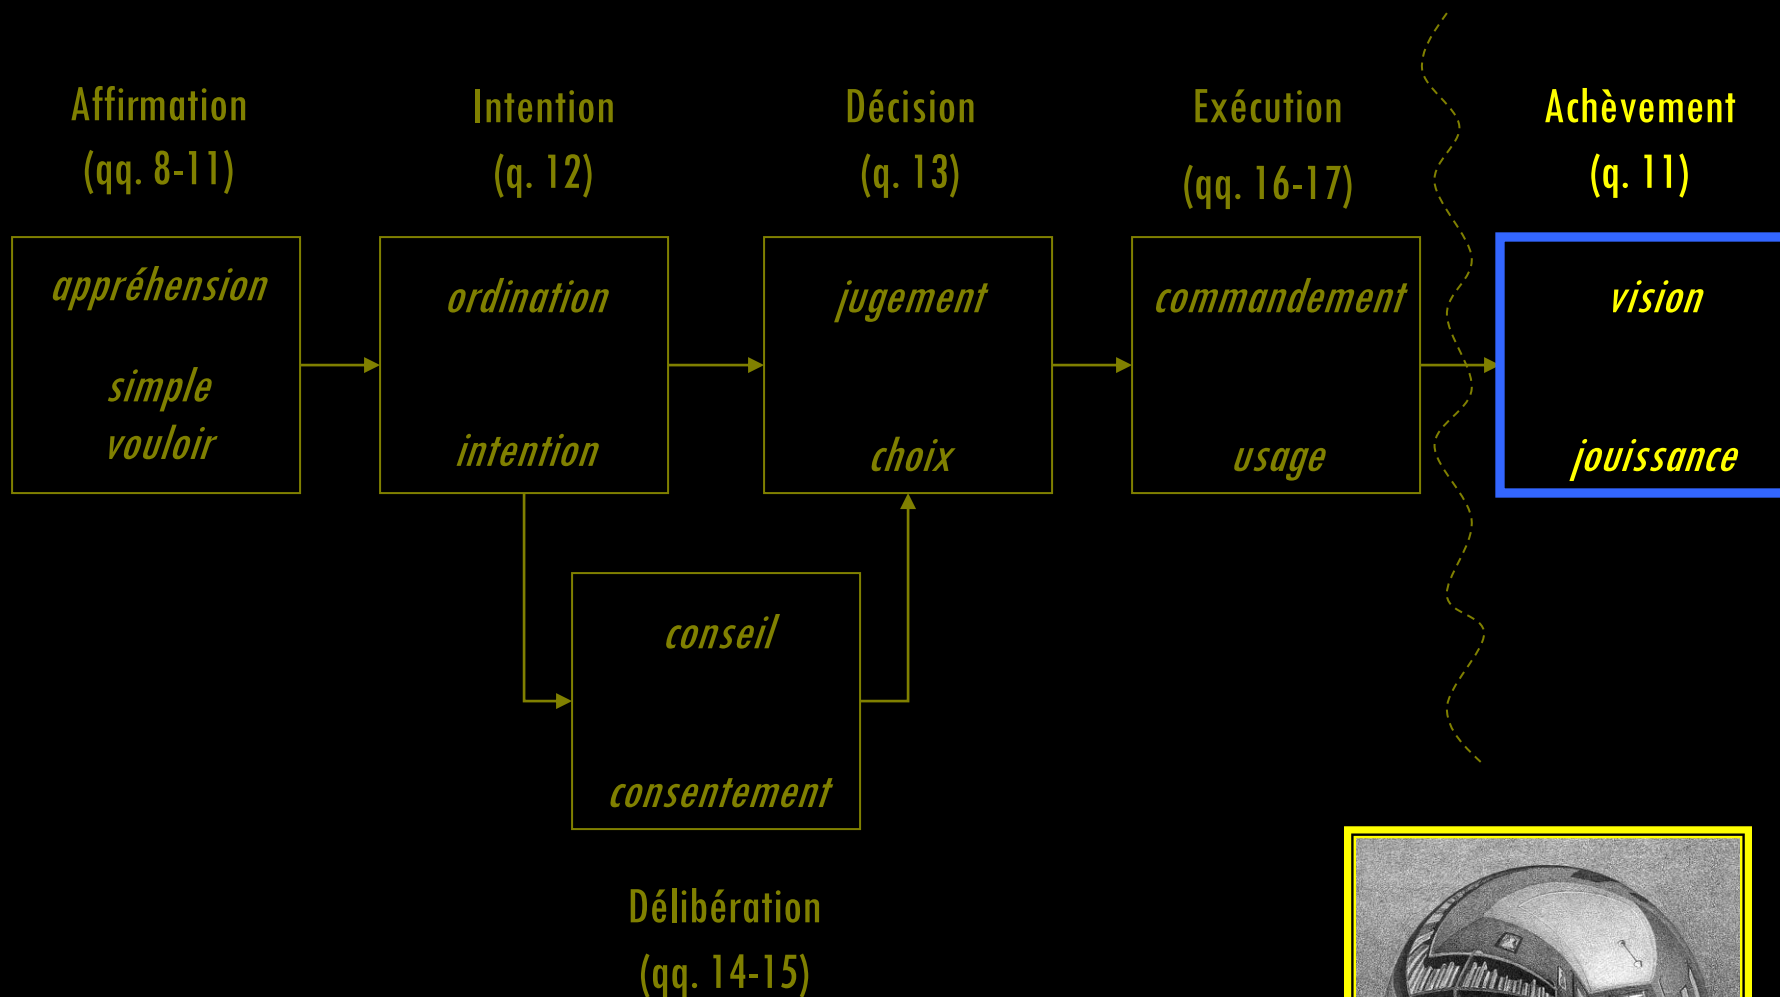 Affirmation
(qq. 8-11)
appréhension
simple
vouloir
Intention
(q. 12)
ordination
intention
Décision
(q. 13)
jugement
choix
Exécution
(qq. 16-17)
commandement
usage
Achèvement
(q. 11)
vision
jouissance
conseil
consentement
Délibération
(qq. 14-15)